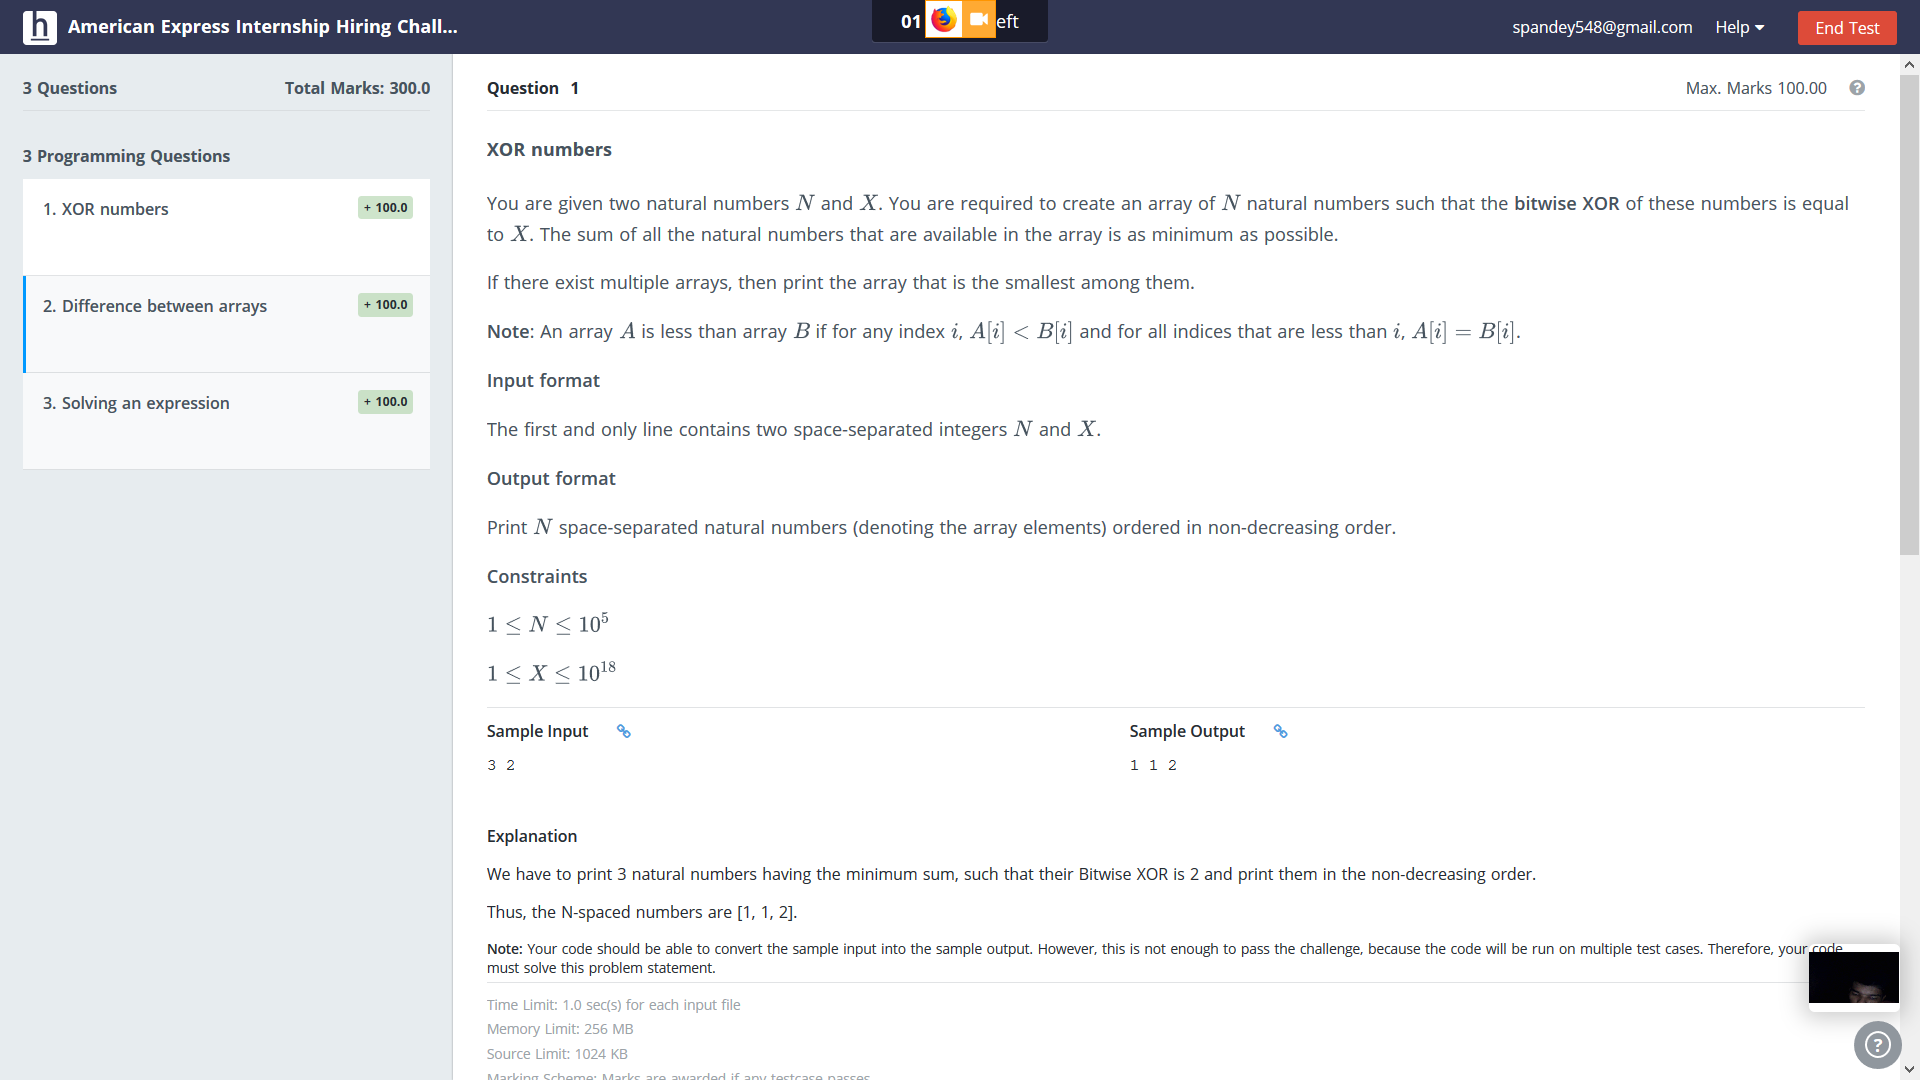 h American Express Internship Hiring Chall...
01 eft
spandey548@gmail.com Help End Test
3 Questions Total Marks: 300.0
3 Programming Questions
1. XOR numbers + 100.0
2. Difference between arrays + 100.0
3. Solving an expression + 100.0
Question 1 Max. Marks 100.00 ?
XOR numbers
You are given two natural numbers N and X. You are required to create an array of N natural numbers such that the bitwise XOR of these numbers is equal
to X. The sum of all the natural numbers that are available in the array is as minimum as possible.
If there exist multiple arrays, then print the array that is the smallest among them.
Note: An array A is less than array B if for any index i, A[i] < B[i] and for all indices that are less than i, A[i] = B[i].
Input format
The first and only line contains two space-separated integers N and X.
Output format
Print N space-separated natural numbers (denoting the array elements) ordered in non-decreasing order.
Constraints
1 ≤ N ≤ 10⁵
1 ≤ X ≤ 10¹⁸
Sample Input
3 2
Sample Output
1 1 2
Explanation
We have to print 3 natural numbers having the minimum sum, such that their Bitwise XOR is 2 and print them in the non-decreasing order.
Thus, the N-spaced numbers are [1, 1, 2].
Note: Your code should be able to convert the sample input into the sample output. However, this is not enough to pass the challenge, because the code will be run on multiple test cases. Therefore, your code
must solve this problem statement.
Time Limit: 1.0 sec(s) for each input file
Memory Limit: 256 MB
Source Limit: 1024 KB
Marking Scheme: Marks are awarded if any testcase passes
?